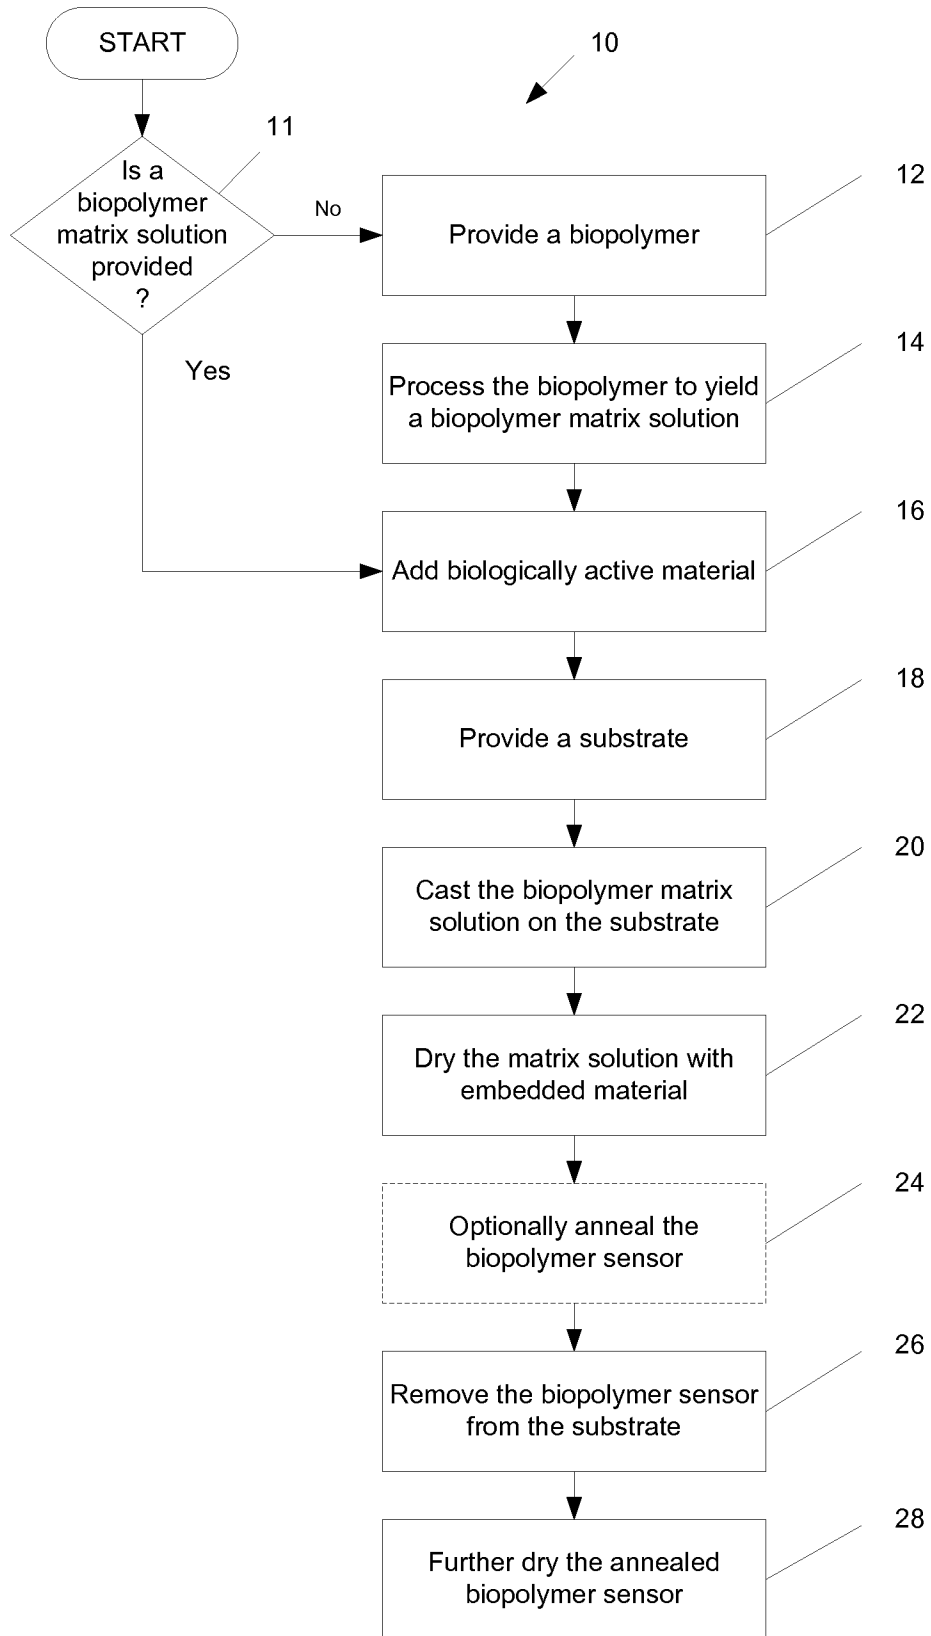 START
10
11
Is a
biopolymer
matrix solution
provided
?
No
Yes
12
Provide a biopolymer
14
Process the biopolymer to yield
a biopolymer matrix solution
16
Add biologically active material
18
Provide a substrate
20
Cast the biopolymer matrix
solution on the substrate
22
Dry the matrix solution with
embedded material
24
Optionally anneal the
biopolymer sensor
26
Remove the biopolymer sensor
from the substrate
28
Further dry the annealed
biopolymer sensor